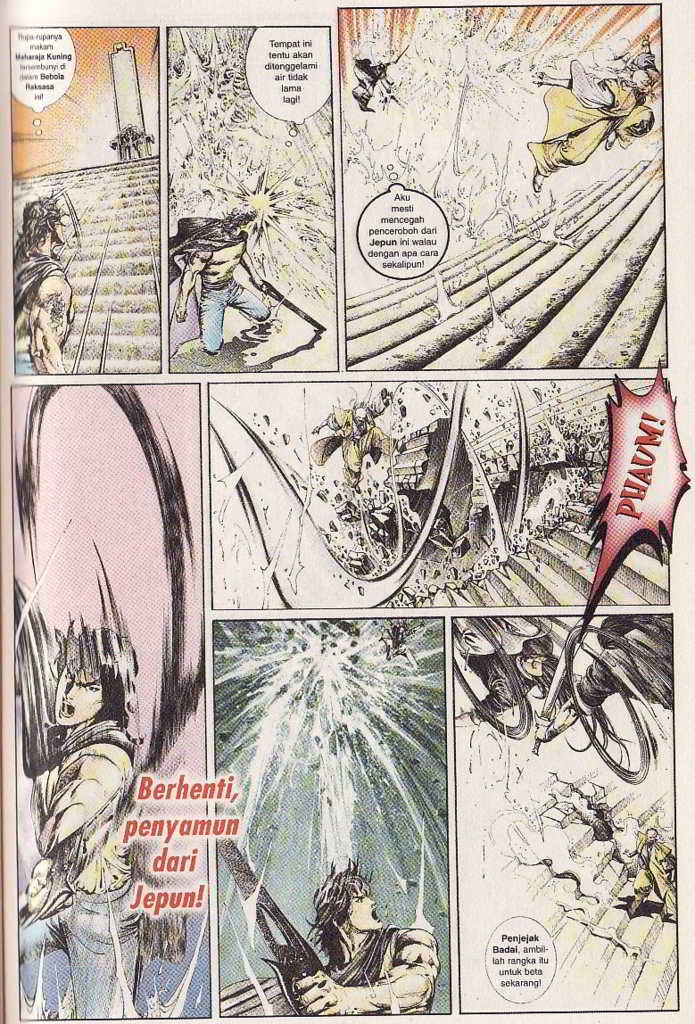 Rupa-rupanya
makam
Maharaja Kuning
tersembunyi di
dalam Bebola
Raksasa
ini!
Tempat ini
tentu akan
ditenggelami
air tidak
lama
lagi!
Aku
mesti
mencegah
penceroboh dari
Jepun ini walau
dengan apa cara
sekalipun!
PHAUM!
Berhenti,
penyamun
dari
Jepun!
Penjejak
Badai, ambil-
lah rangka itu
untuk beta
sekarang!